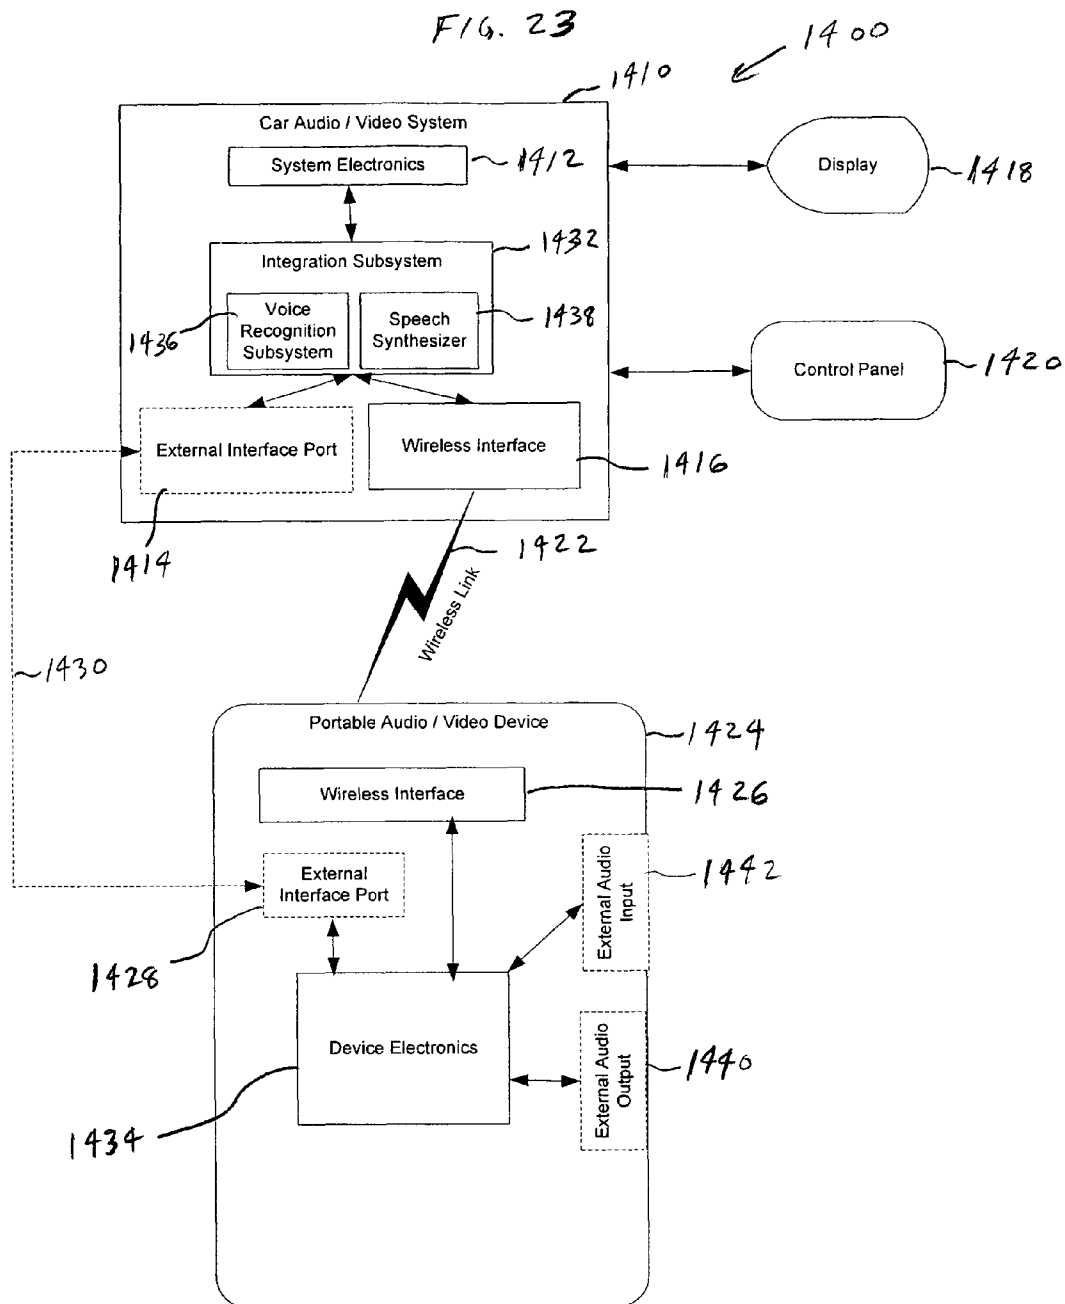 FIG. 23
1400
1410
Car Audio / Video System
System Electronics
1412
Display
1418
1432
Integration Subsystem
Voice
Recognition
Subsystem
1436
Speech
Synthesizer
1438
Control Panel
1420
External Interface Port
Wireless Interface
1416
1414
1422
Wireless Link
1430
Portable Audio / Video Device
1424
Wireless Interface
1426
External
Interface Port
1428
External Audio
Input
1442
Device Electronics
1434
External Audio
Output
1440